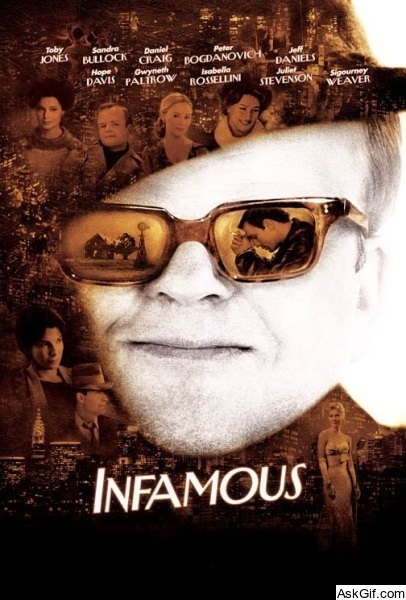 Toby Sandra Daniel Peter Jeff
JONES BULLOCK CRAIG BOGDANOVICH DANIELS
Hope Gwyneth Isabella Juliet Sigourney
DAVIS PALTROW ROSSELLINI STEVENSON WEAVER
INFAMOUS
AskGif.com